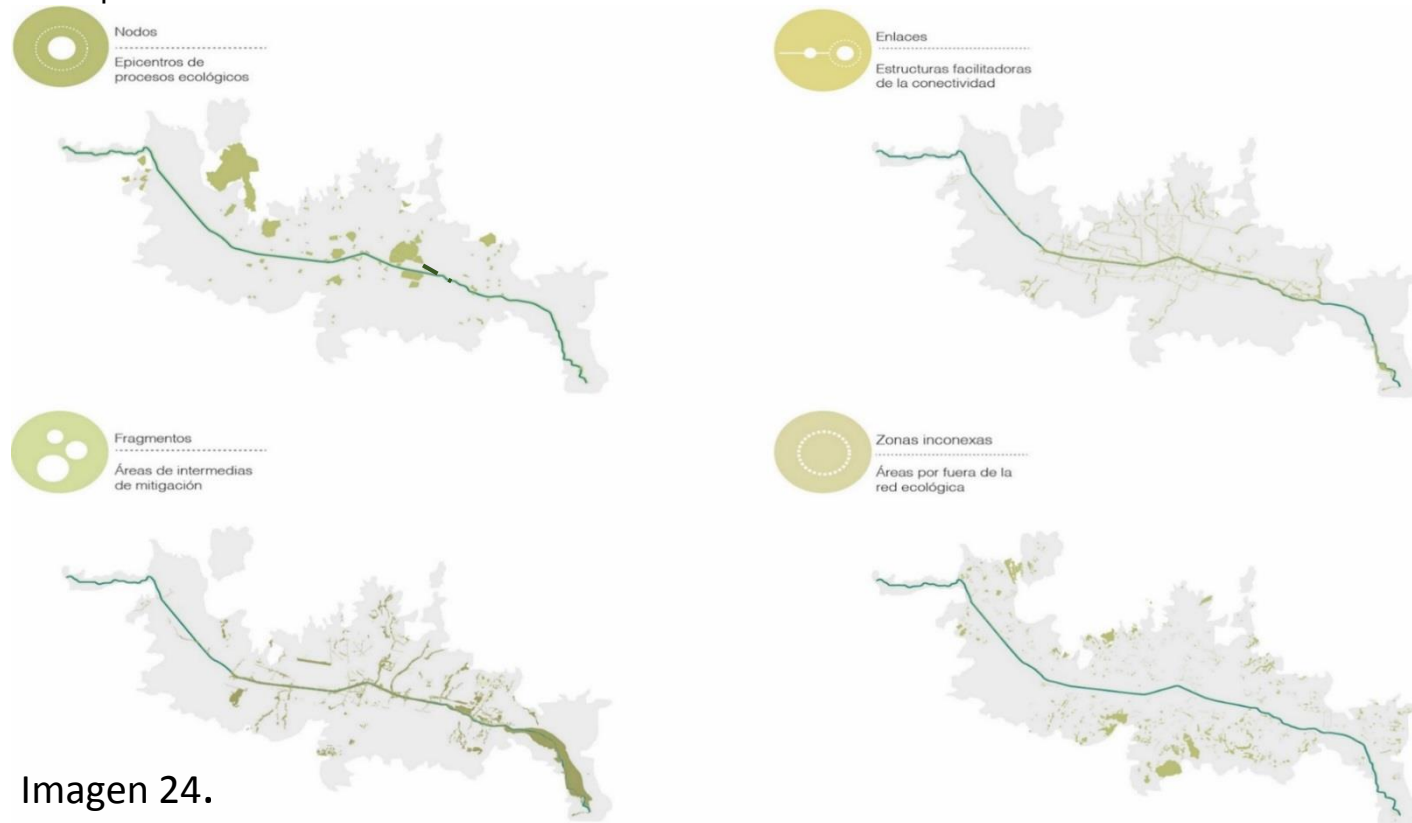 Nodos
Epicentros de
procesos ecológicos
Enlaces
Estructuras facilitadoras
de la conectividad
Fragmentos
Áreas de intermedias
de mitigación
Zonas inconexas
Áreas por fuera de la
red ecológica
Imagen 24.